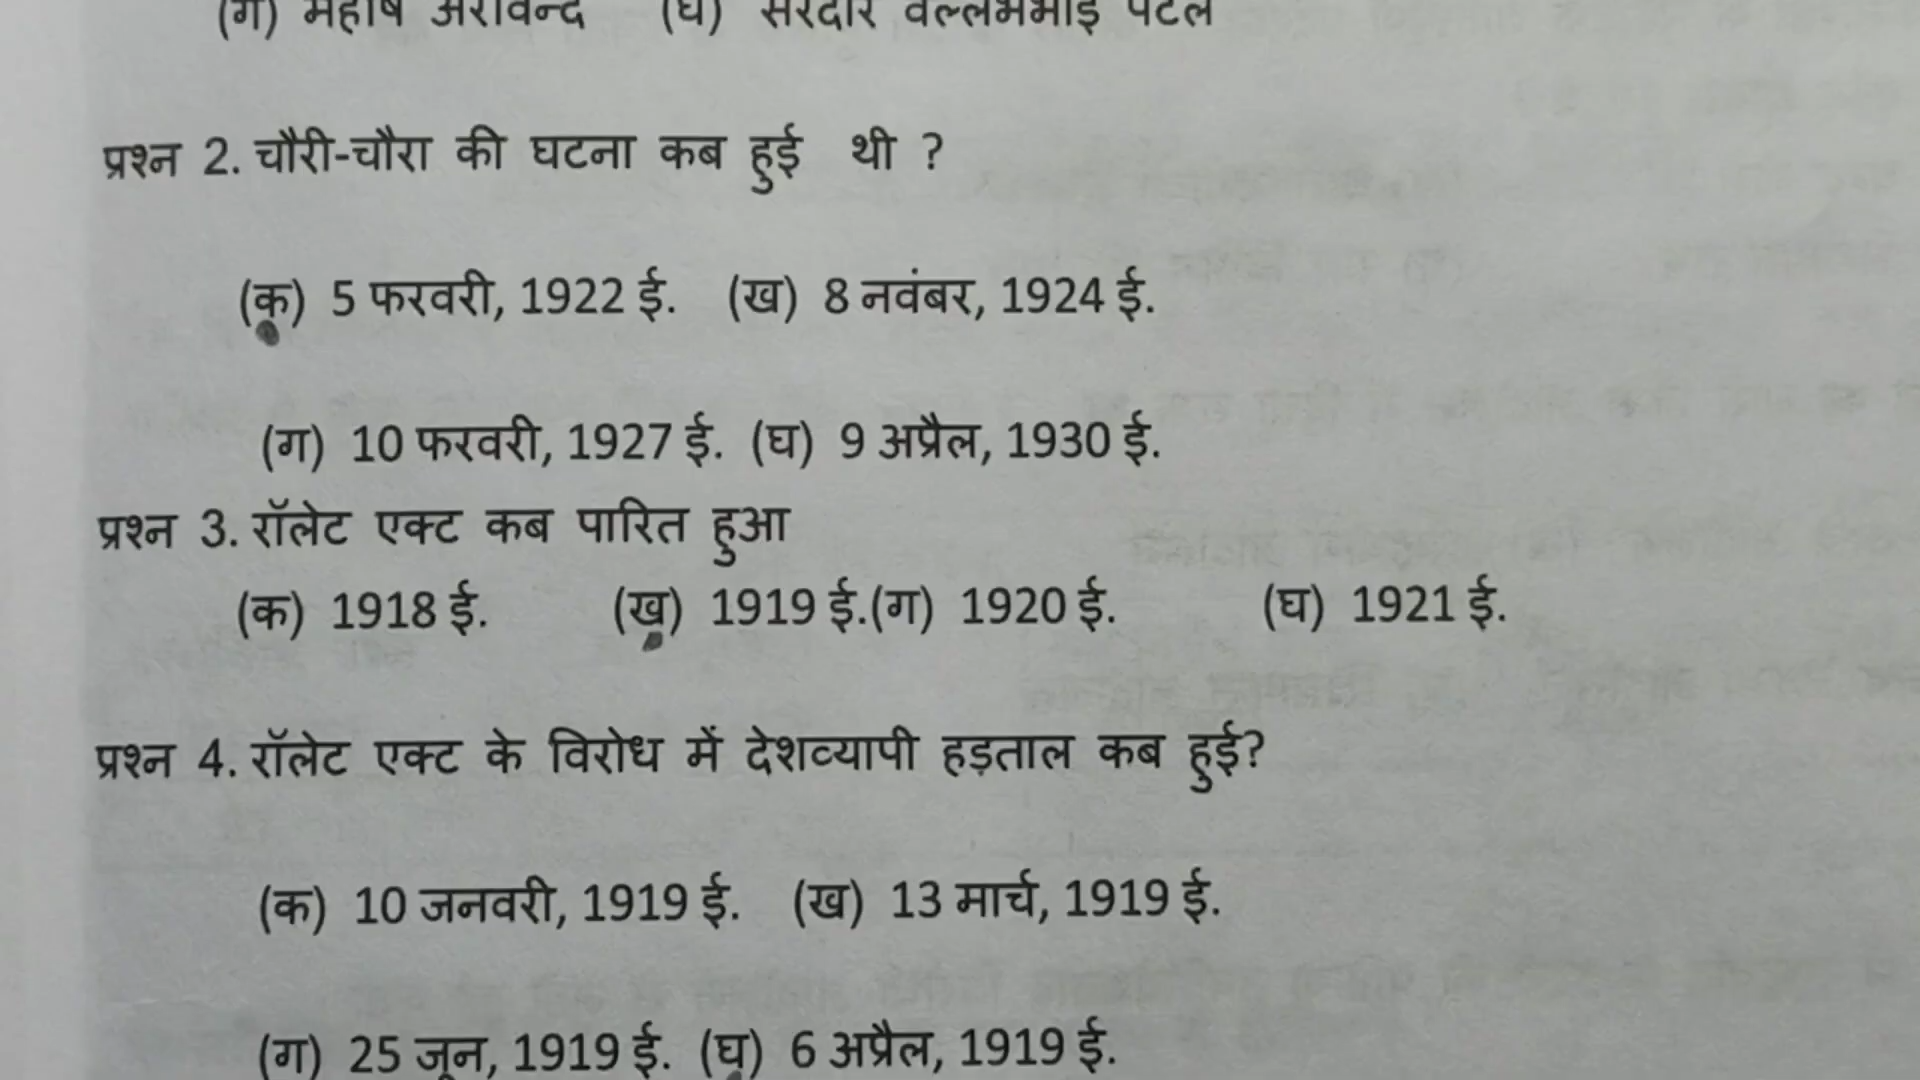 (ग) महर्षि अरविन्द (घ) सरदार वल्लभभाई पटेल
प्रश्न 2. चौरी-चौरा की घटना कब हुई थी ?
(क) 5 फरवरी, 1922 ई. (ख) 8 नवंबर, 1924 ई.
(ग) 10 फरवरी, 1927 ई. (घ) 9 अप्रैल, 1930 ई.
प्रश्न 3. रॉलेट एक्ट कब पारित हुआ
(क) 1918 ई. (ख) 1919 ई.(ग) 1920 ई. (घ) 1921 ई.
प्रश्न 4. रॉलेट एक्ट के विरोध में देशव्यापी हड़ताल कब हुई?
(क) 10 जनवरी, 1919 ई. (ख) 13 मार्च, 1919 ई.
(ग) 25 जून, 1919 ई. (घ) 6 अप्रैल, 1919 ई.